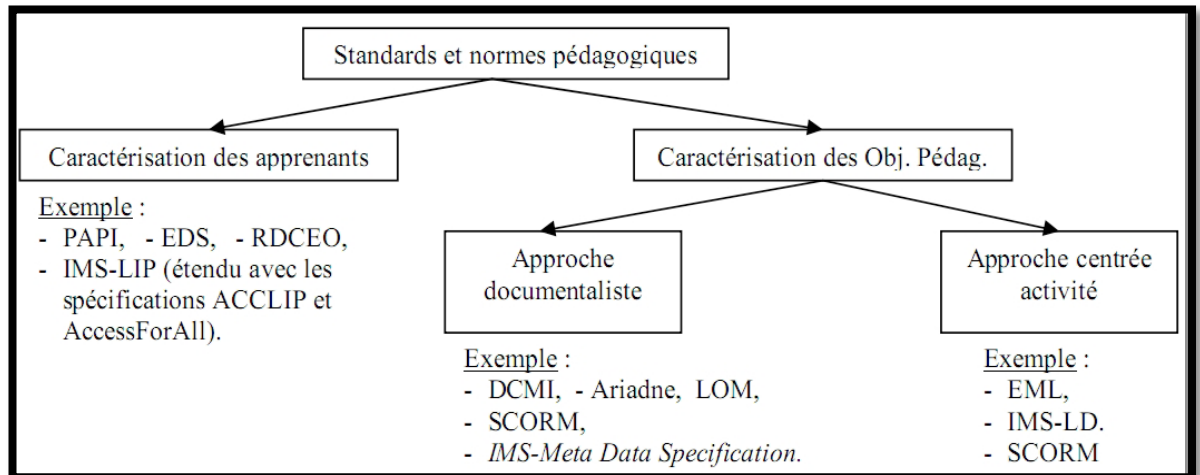 Standards et normes pédagogiques
Caractérisation des apprenants
Caractérisation des Obj. Pédag.
Exemple :
- PAPI, - EDS, - RDCEO,
- IMS-LIP (étendu avec les
spécifications ACCLIP et
AccessForAll).
Approche
documentaliste
Approche centrée
activité
Exemple :
- DCMI, - Ariadne, LOM,
- SCORM,
- IMS-Meta Data Specification.
Exemple :
- EML,
- IMS-LD.
- SCORM